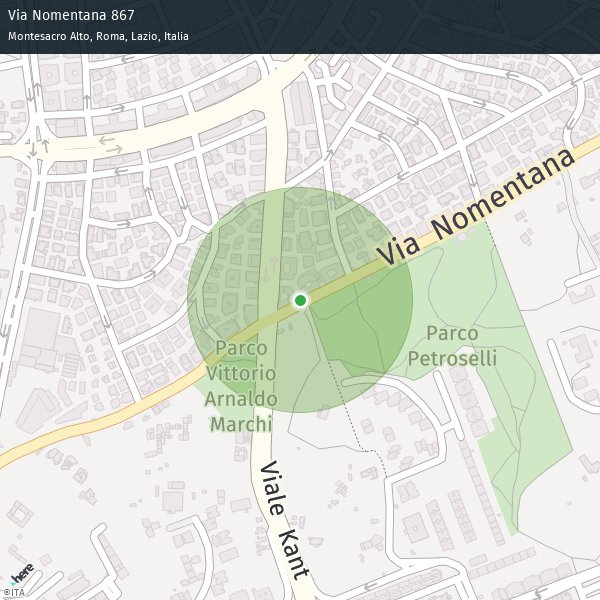 Via Nomentana 867
Montesacro Alto, Roma, Lazio, Italia
Via Nomentana
Parco
Petroselli
Parco
Vittorio
Arnaldo
Marchi
Viale Kant
here
©ITA